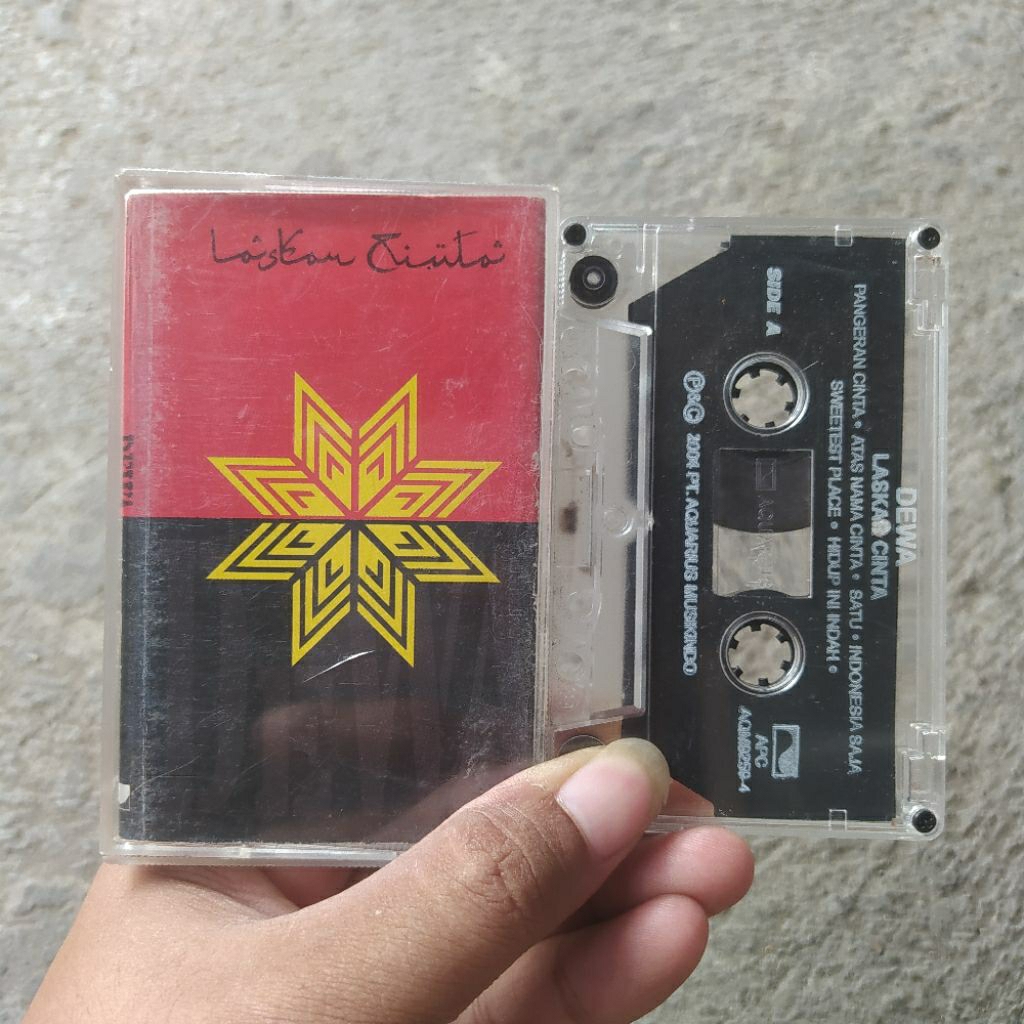 Laskar Cinta
DEWA
LASKAR CINTA
PANGERAN CINTA • ATAS NAMA CINTA • SATU • INDONESIA SAJA
SWEETEST PLACE • HIDUP INI INDAH •
SIDE A
APC
AQM9259-4
℗&© 2004 PT. AQUARIUS MUSIKINDO